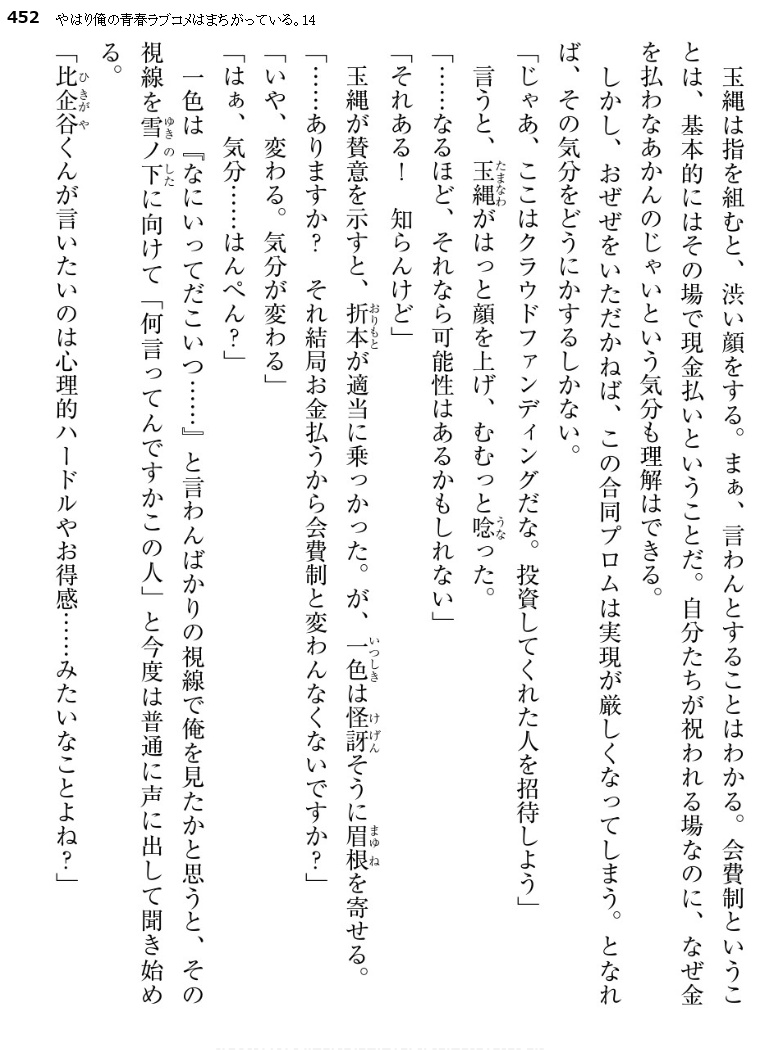 452 やはり俺の青春ラブコメはまちがっている。14
　玉縄は指を組むと、渋い顔をする。まぁ、言わんとすることはわかる。会費制というこ
とは、基本的にはその場で現金払いということだ。自分たちが祝われる場なのに、なぜ金
を払わなあかんのじゃいという気分も理解はできる。
　しかし、おぜぜをいただかねば、この合同プロムは実現が厳しくなってしまう。となれ
ば、その気分をどうにかするしかない。
「じゃあ、ここはクラウドファンディングだな。投資してくれた人を招待しよう」
　言うと、玉縄がはっと顔を上げ、むむっと唸った。
「……なるほど、それなら可能性はあるかもしれない」
「それある！　知らんけど」
　玉縄が賛意を示すと、折本が適当に乗っかった。が、一色は怪訝そうに眉根を寄せる。
「……ありますか？　それ結局お金払うから会費制と変わんなくないですか？」
「いや、変わる。気分が変わる」
「はぁ、気分……はんぺん？」
　一色は『なにいってだこいつ……』と言わんばかりの視線で俺を見たかと思うと、その
視線を雪ノ下に向けて「何言ってんですかこの人」と今度は普通に声に出して聞き始め
る。
「比企谷くんが言いたいのは心理的ハードルやお得感……みたいなことよね？」